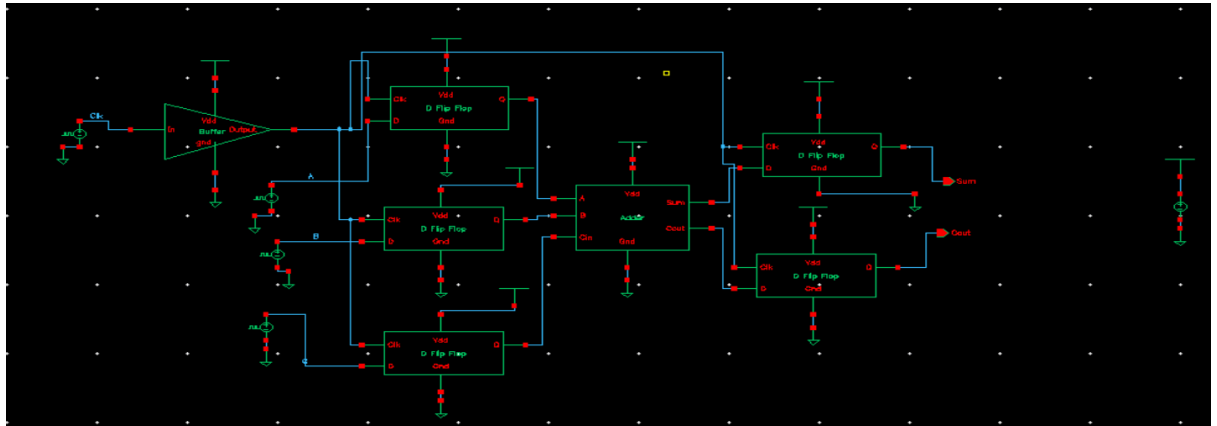 Clk
In
Vdd
Buffer
gnd
Output
Clk
D
Vdd
D Flip Flop
Gnd
Q
A
Clk
D
Vdd
D Flip Flop
Gnd
Q
B
Clk
D
Vdd
D Flip Flop
Gnd
Q
C
A
B
Cin
Vdd
Adder
Gnd
Sum
Cout
Clk
D
Vdd
D Flip Flop
Gnd
Q
Sum
Clk
D
Vdd
D Flip Flop
Gnd
Q
Cout